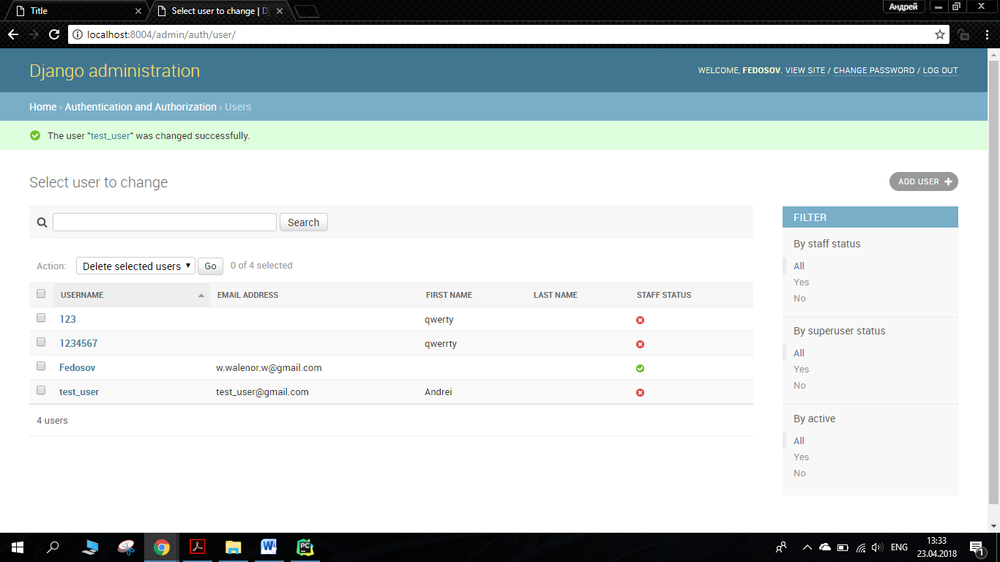 Title
Select user to change | Dj
Андрей
localhost:8004/admin/auth/user/
Django administration
WELCOME, FEDOSOV. VIEW SITE / CHANGE PASSWORD / LOG OUT
Home › Authentication and Authorization › Users
The user "test_user" was changed successfully.
Select user to change
ADD USER
Search
Action: Delete selected users Go 0 of 4 selected
USERNAME EMAIL ADDRESS FIRST NAME LAST NAME STAFF STATUS
123 qwerty
1234567 qwerrty
Fedosov w.walenor.w@gmail.com
test_user test_user@gmail.com Andrei
4 users
FILTER
By staff status
All
Yes
No
By superuser status
All
Yes
No
By active
All
Yes
No
PC
ENG
13:33
23.04.2018
1